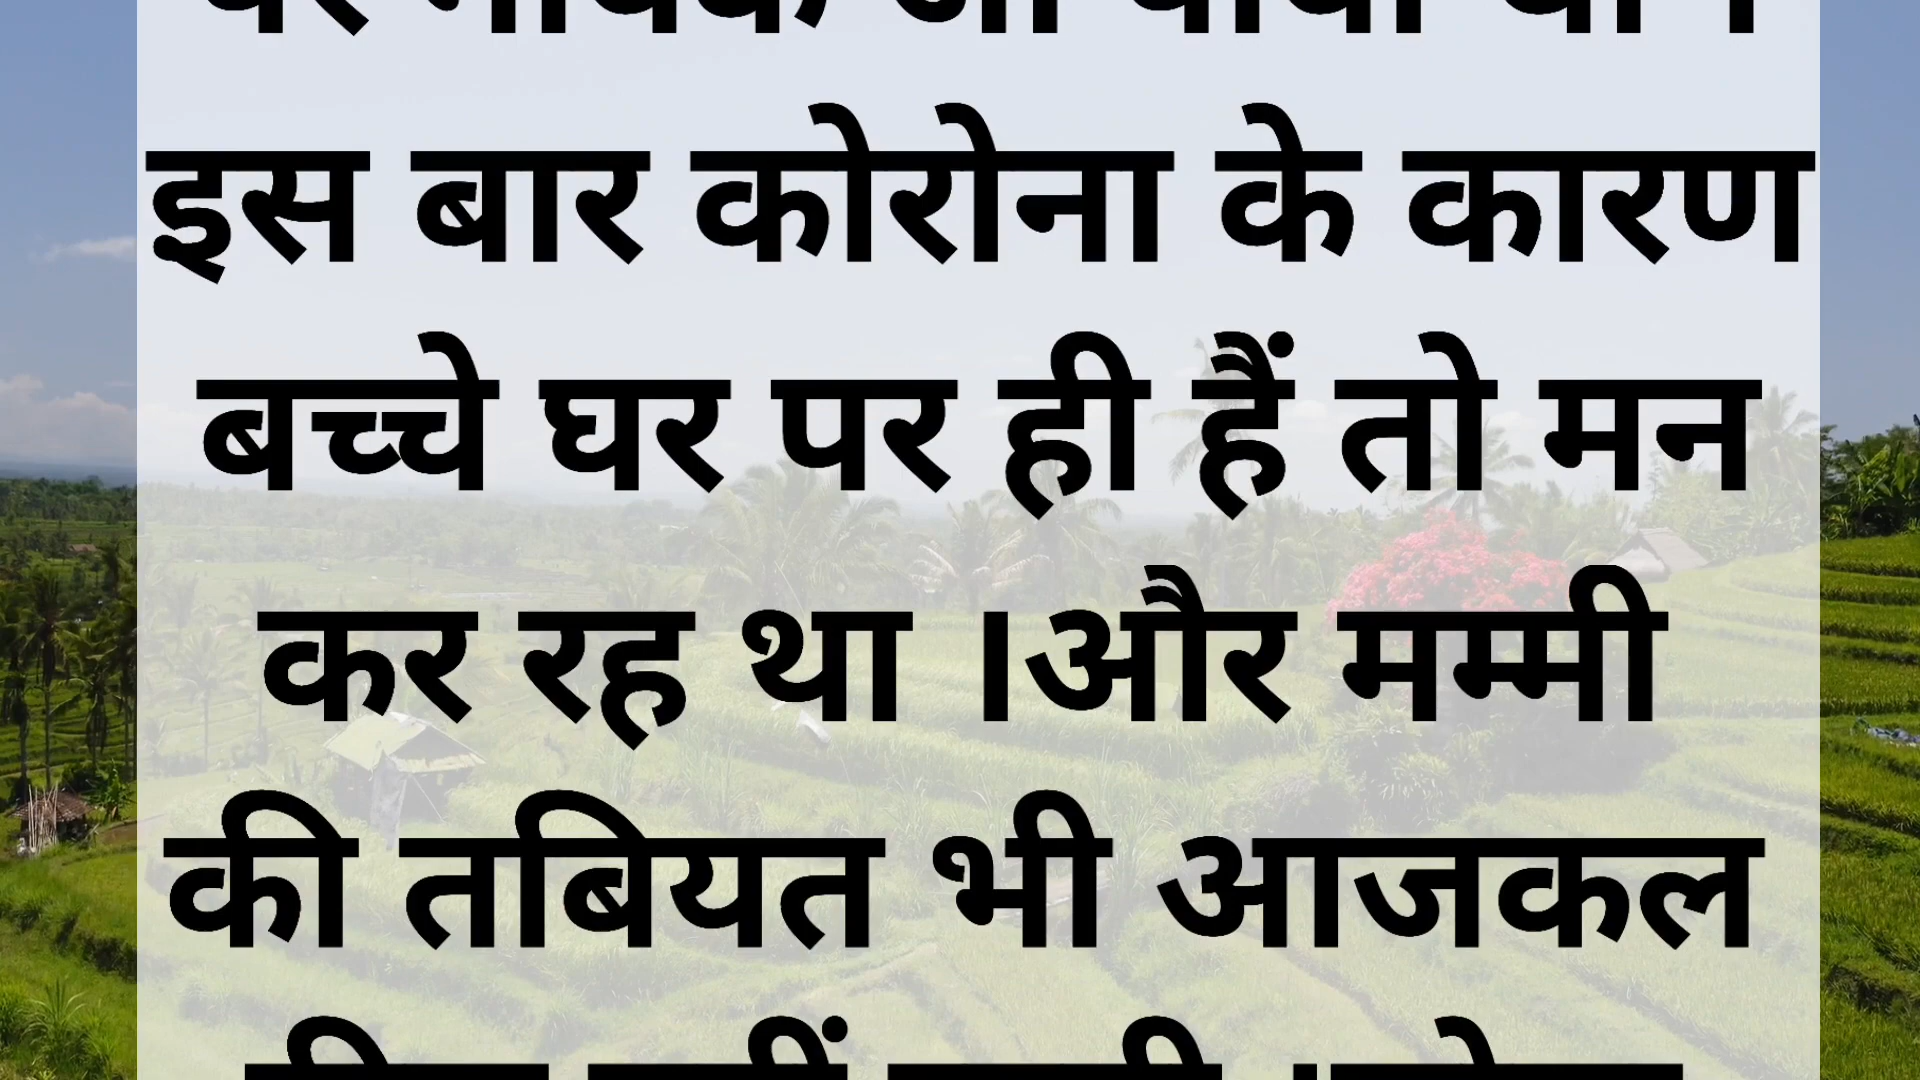 इस बार कोरोना के कारण
बच्चे घर पर ही हैं तो मन
कर रह था ।और मम्मी
की तबियत भी आजकल